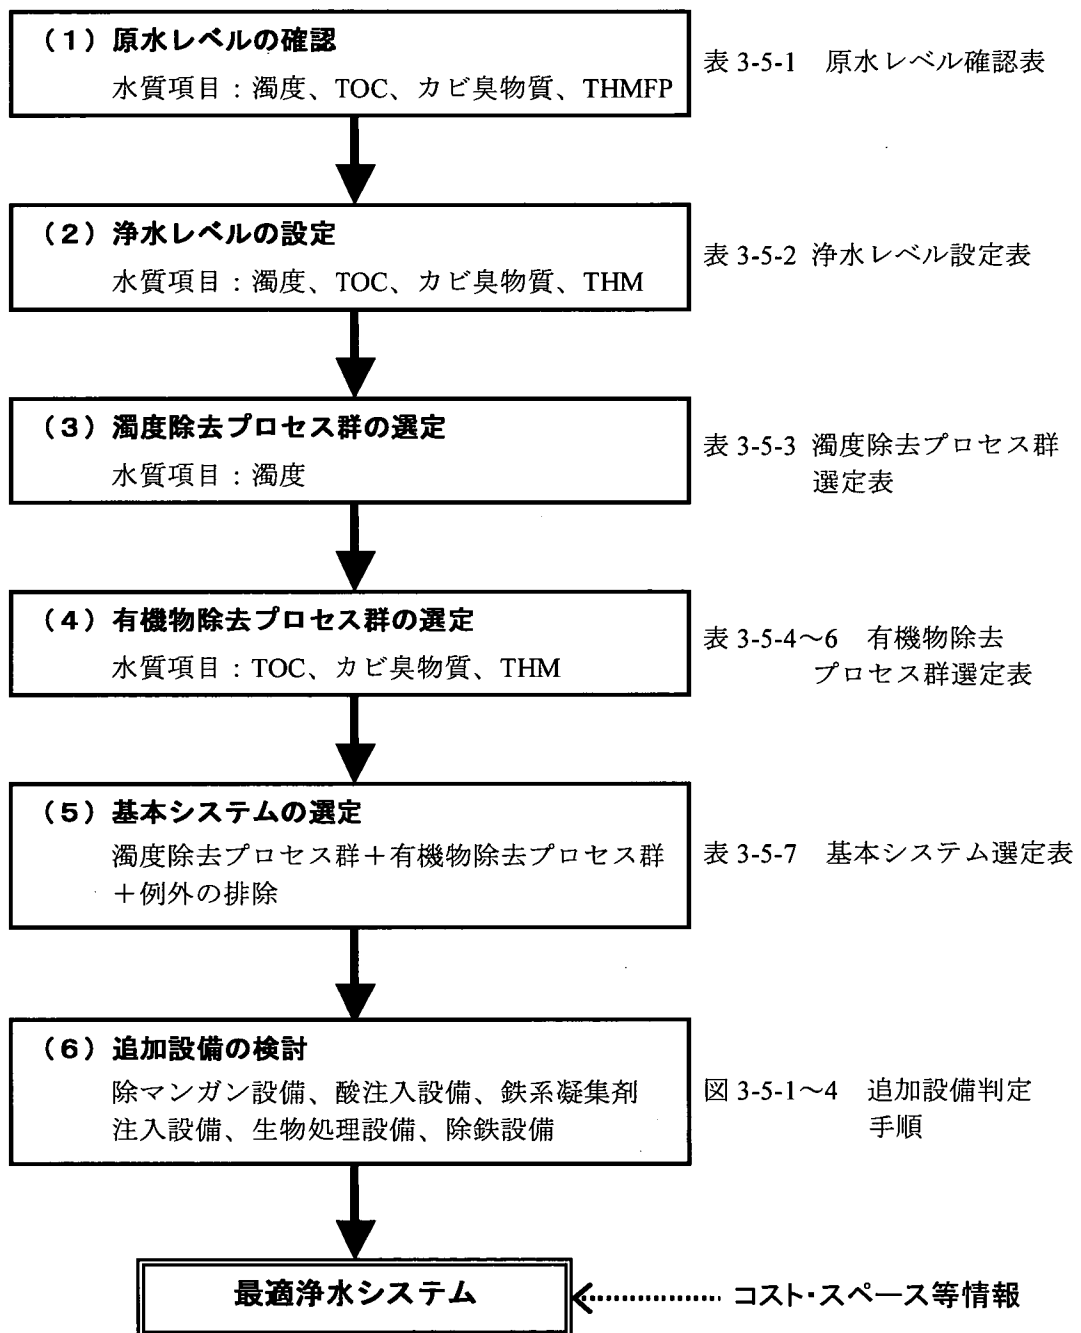 （１）原水レベルの確認
水質項目：濁度、TOC、カビ臭物質、THMFP
表 3-5-1 原水レベル確認表
（２）浄水レベルの設定
水質項目：濁度、TOC、カビ臭物質、THM
表 3-5-2 浄水レベル設定表
（３）濁度除去プロセス群の選定
水質項目：濁度
表 3-5-3 濁度除去プロセス群
選定表
（４）有機物除去プロセス群の選定
水質項目：TOC、カビ臭物質、THM
表 3-5-4～6 有機物除去
プロセス群選定表
（５）基本システムの選定
濁度除去プロセス群＋有機物除去プロセス群
＋例外の排除
表 3-5-7 基本システム選定表
（６）追加設備の検討
除マンガン設備、酸注入設備、鉄系凝集剤
注入設備、生物処理設備、除鉄設備
図 3-5-1～4 追加設備判定
手順
最適浄水システム
コスト・スペース等情報